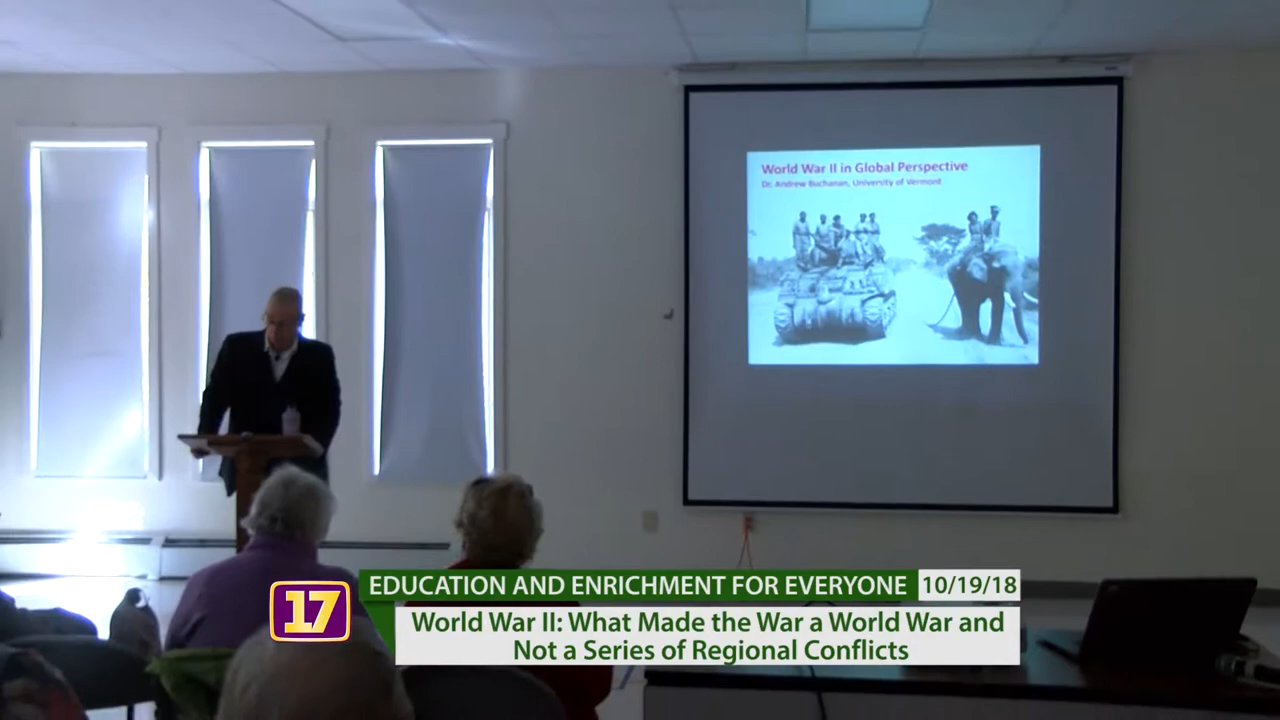 World War II in Global Perspective
Dr. Andrew Buchanan, University of Vermont
17
EDUCATION AND ENRICHMENT FOR EVERYONE 10/19/18
World War II: What Made the War a World War and
Not a Series of Regional Conflicts